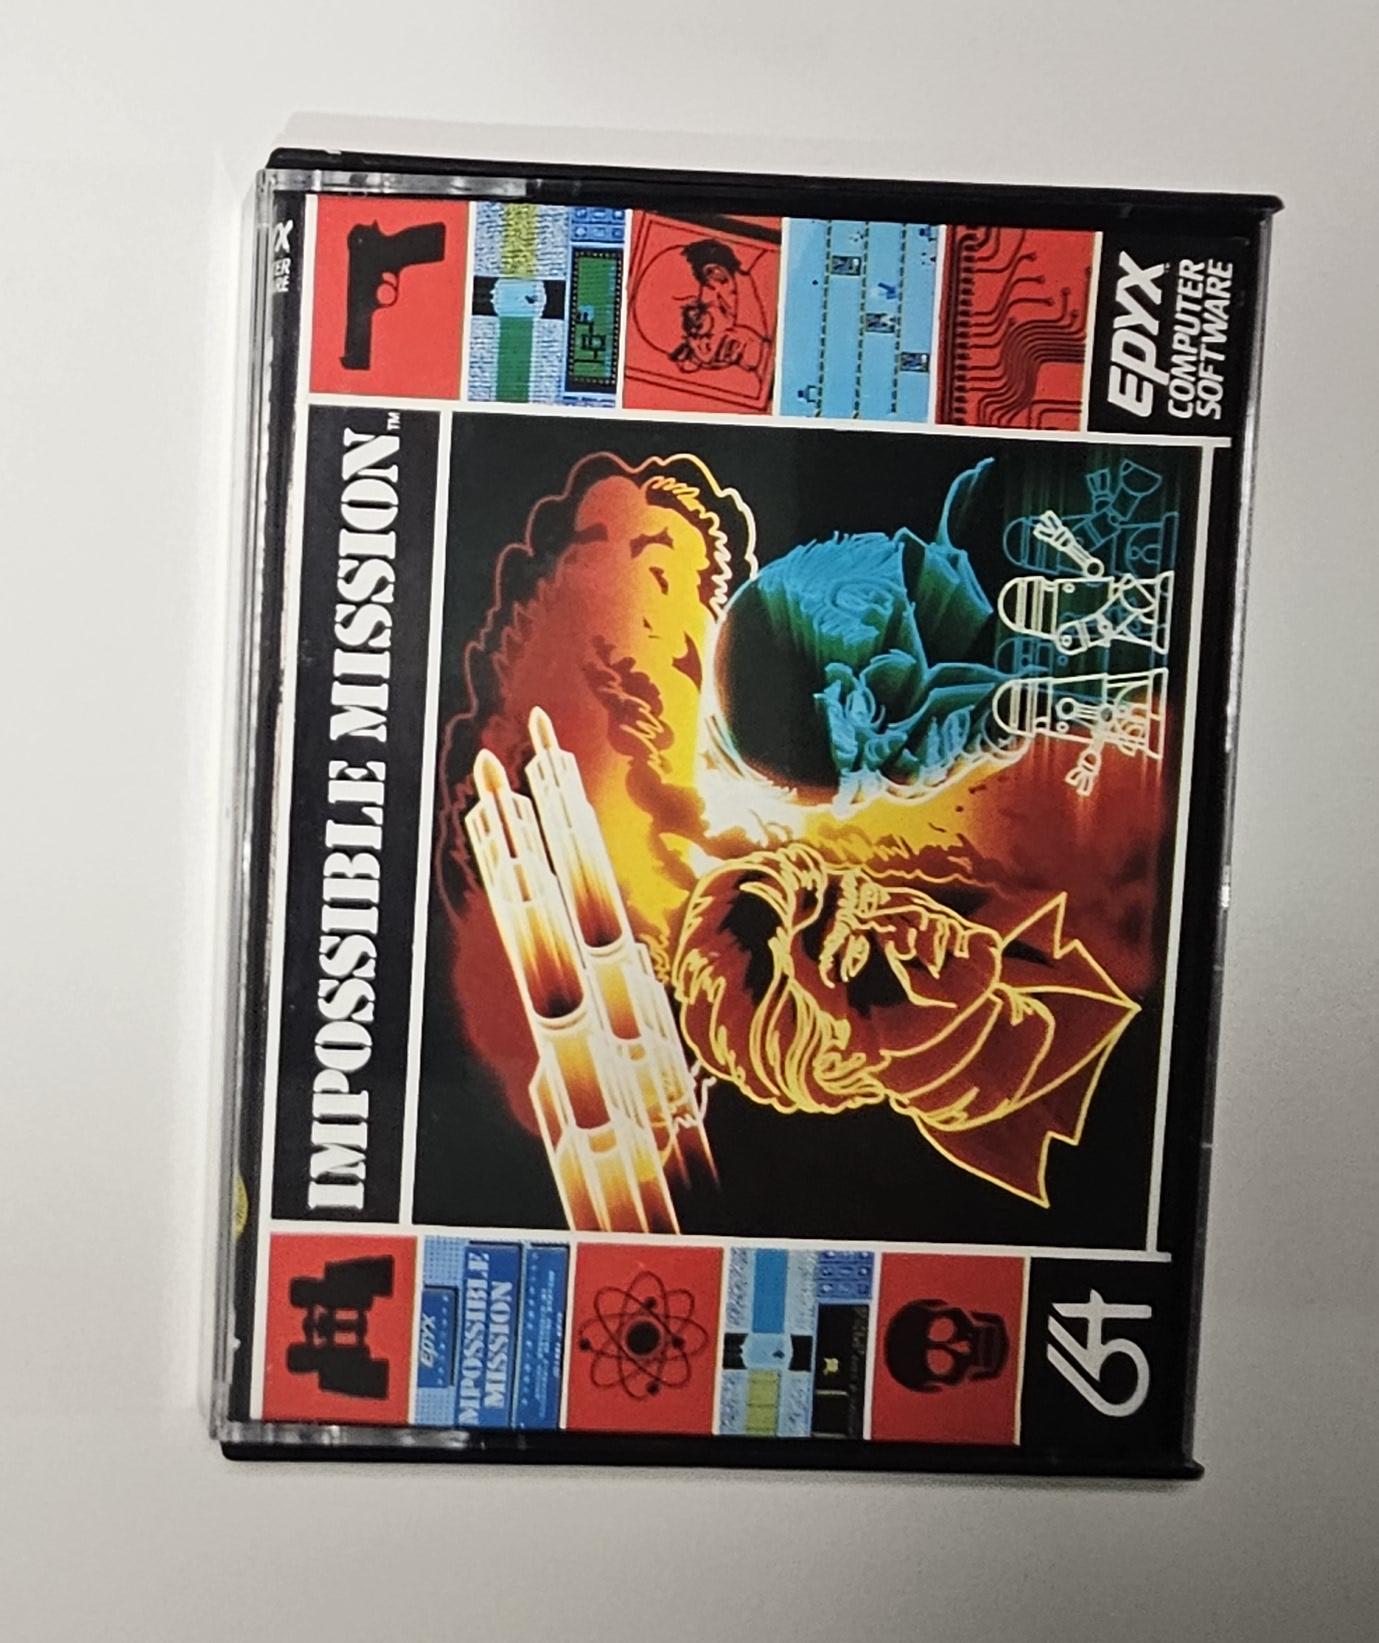 IMPOSSIBLE MISSION™
EPYX
IMPOSSIBLE
MISSION
64
EPYX
COMPUTER
SOFTWARE